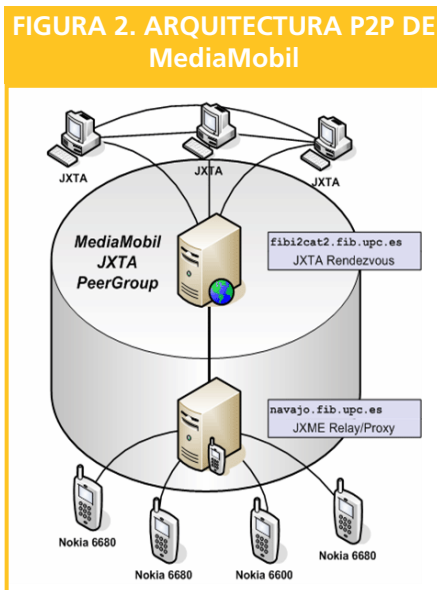 FIGURA 2. ARQUITECTURA P2P DE
MediaMobil
JXTA
JXTA
JXTA
MediaMobil
JXTA
PeerGroup
fibi2cat2.fib.upc.es
JXTA Rendezvous
navajo.fib.upc.es
JXME Relay/Proxy
Nokia 6680
Nokia 6680
Nokia 6600
Nokia 6680